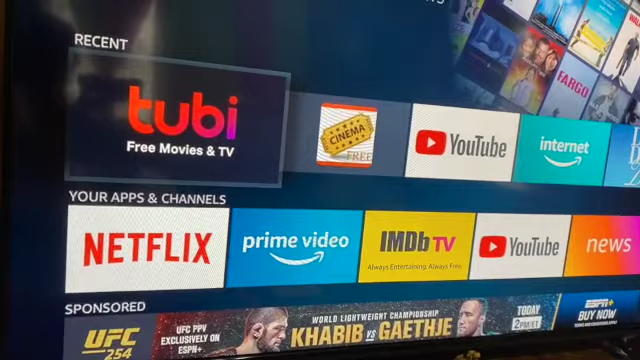 RECENT
tubi
Free Movies & TV
CINEMA
FREE
YouTube
internet
FARGO
YOUR APPS & CHANNELS
NETFLIX
prime video
IMDb TV
Always Entertaining. Always Free.
YouTube
news
SPONSORED
UFC
254
UFC PPV
EXCLUSIVELY ON
ESPN+
WORLD LIGHTWEIGHT CHAMPIONSHIP
KHABIB VS GAETHJE
TODAY
2PM ET
ESPN+
BUY NOW